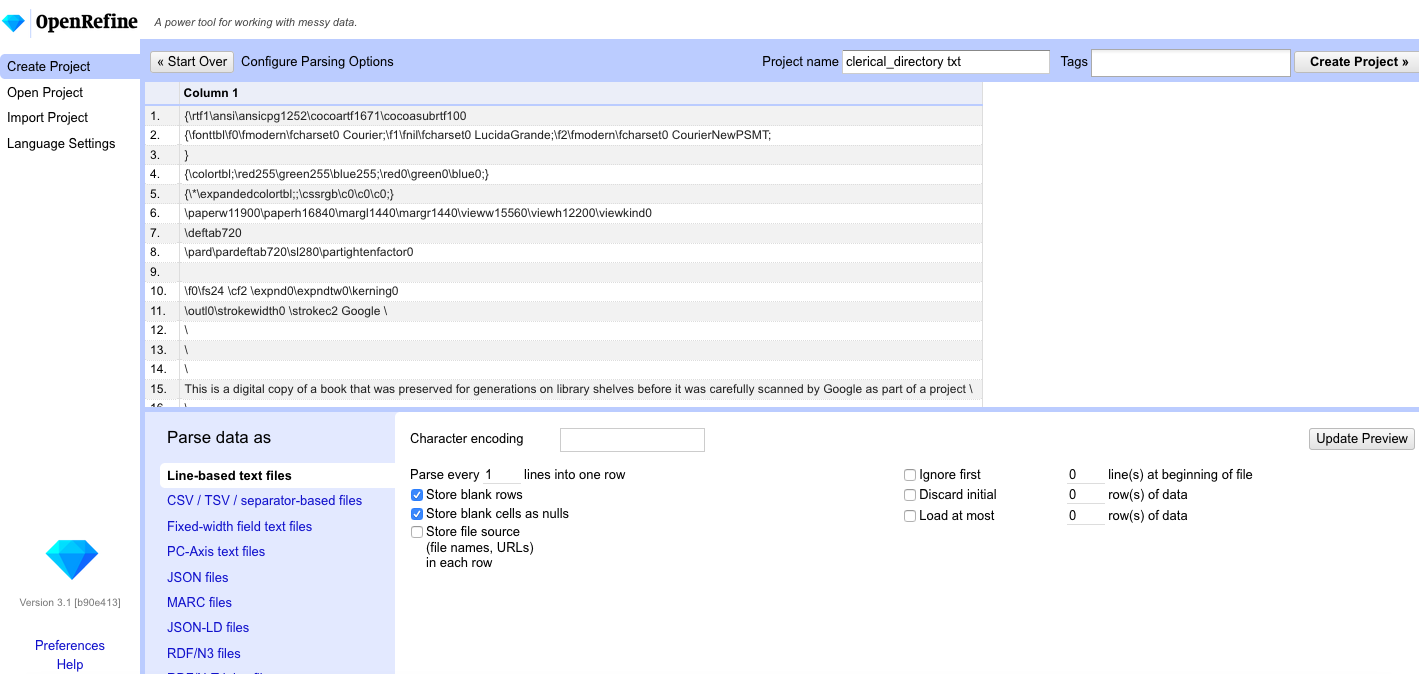 OpenRefine A power tool for working with messy data.
Create Project
Open Project
Import Project
Language Settings
« Start Over Configure Parsing Options Project name clerical_directory txt Tags Create Project »
Column 1
1. {\rtf1\ansi\ansicpg1252\cocoartf1671\cocoasubrtf100
2. {\fonttbl\f0\fmodern\fcharset0 Courier;\f1\fnil\fcharset0 LucidaGrande;\f2\fmodern\fcharset0 CourierNewPSMT;
3. }
4. {\colortbl;\red255\green255\blue255;\red0\green0\blue0;}
5. {\*\expandedcolortbl;;\cssrgb\c0\c0\c0;}
6. \paperw11900\paperh16840\margl1440\margr1440\vieww15560\viewh12200\viewkind0
7. \deftab720
8. \pard\pardeftab720\sl280\partightenfactor0
9.
10. \f0\fs24 \cf2 \expnd0\expndtw0\kerning0
11. \outl0\strokewidth0 \strokec2 Google \
12. \
13. \
14. \
15. This is a digital copy of a book that was preserved for generations on library shelves before it was carefully scanned by Google as part of a project \
16. \
Parse data as
Line-based text files
CSV / TSV / separator-based files
Fixed-width field text files
PC-Axis text files
JSON files
MARC files
JSON-LD files
RDF/N3 files
Character encoding
Update Preview
Parse every 1 lines into one row
Store blank rows
Store blank cells as nulls
Store file source
(file names, URLs)
in each row
Ignore first 0 line(s) at beginning of file
Discard initial 0 row(s) of data
Load at most 0 row(s) of data
Version 3.1 [b90e413]
Preferences
Help